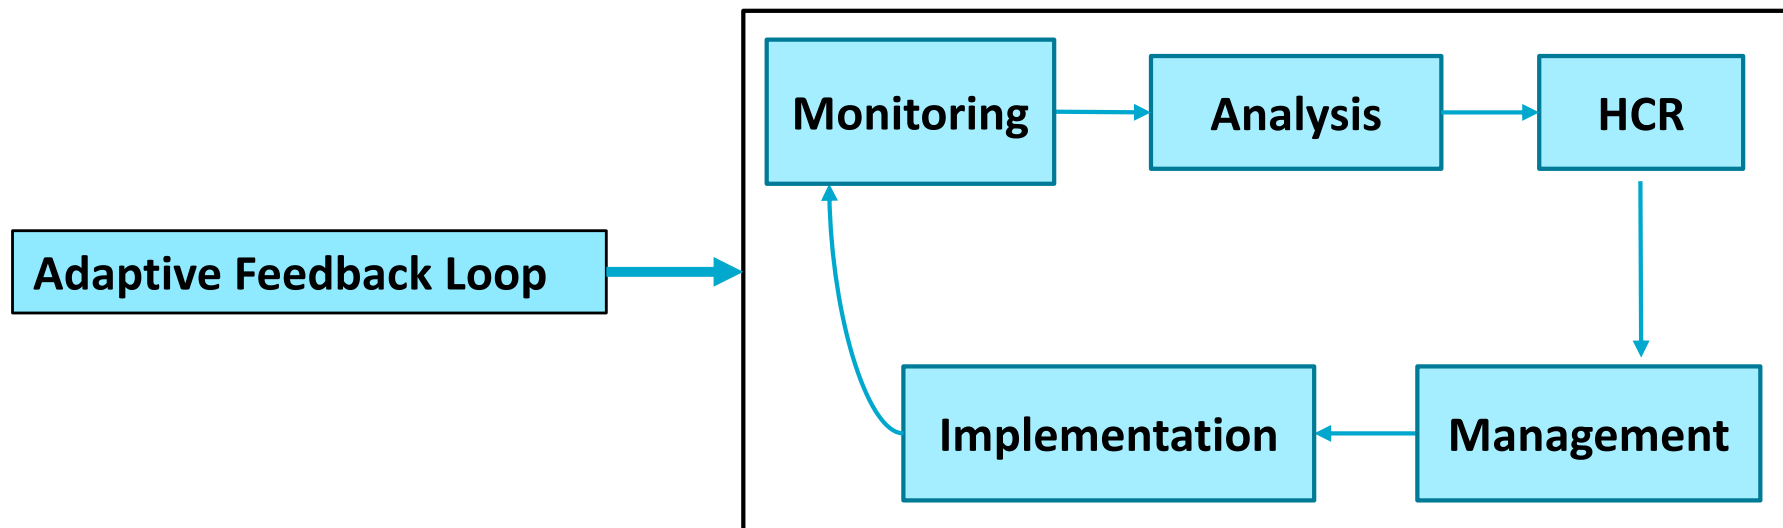 Monitoring
Analysis
HCR
Adaptive Feedback Loop
Implementation
Management